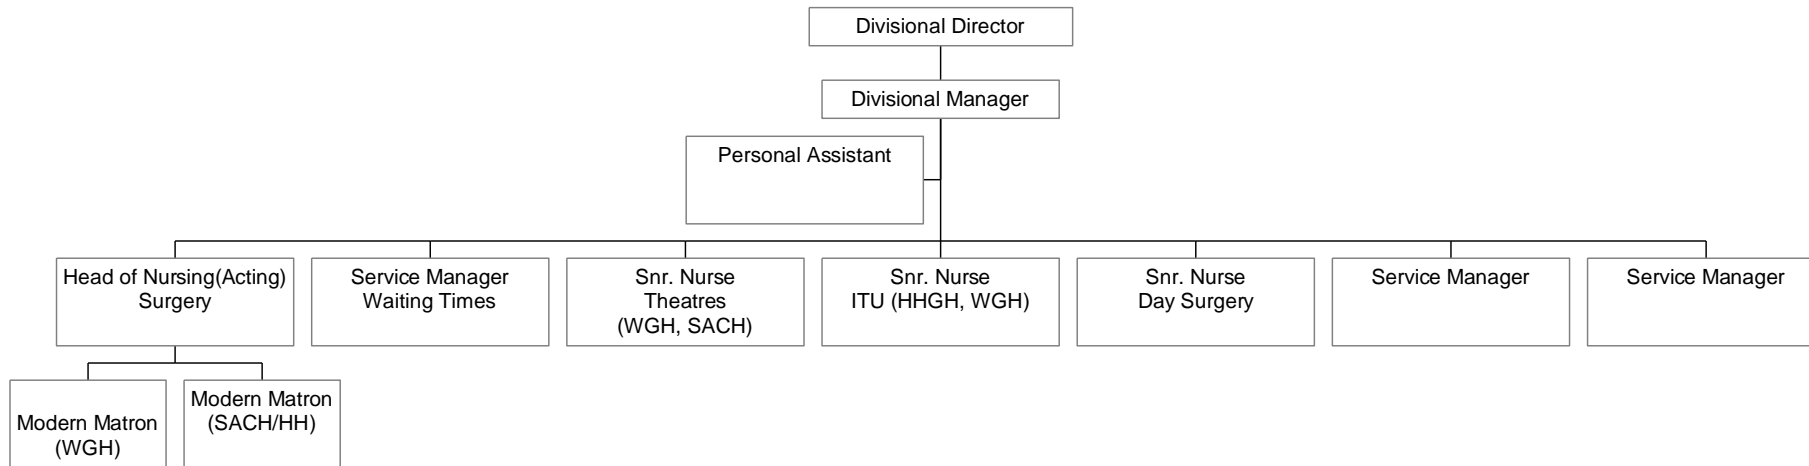 Divisional Director
Divisional Manager
Personal Assistant
Head of Nursing(Acting)
Surgery
Service Manager
Waiting Times
Snr. Nurse
Theatres
(WGH, SACH)
Snr. Nurse
ITU (HHGH, WGH)
Snr. Nurse
Day Surgery
Service Manager
Service Manager
Modern Matron
(WGH)
Modern Matron
(SACH/HH)